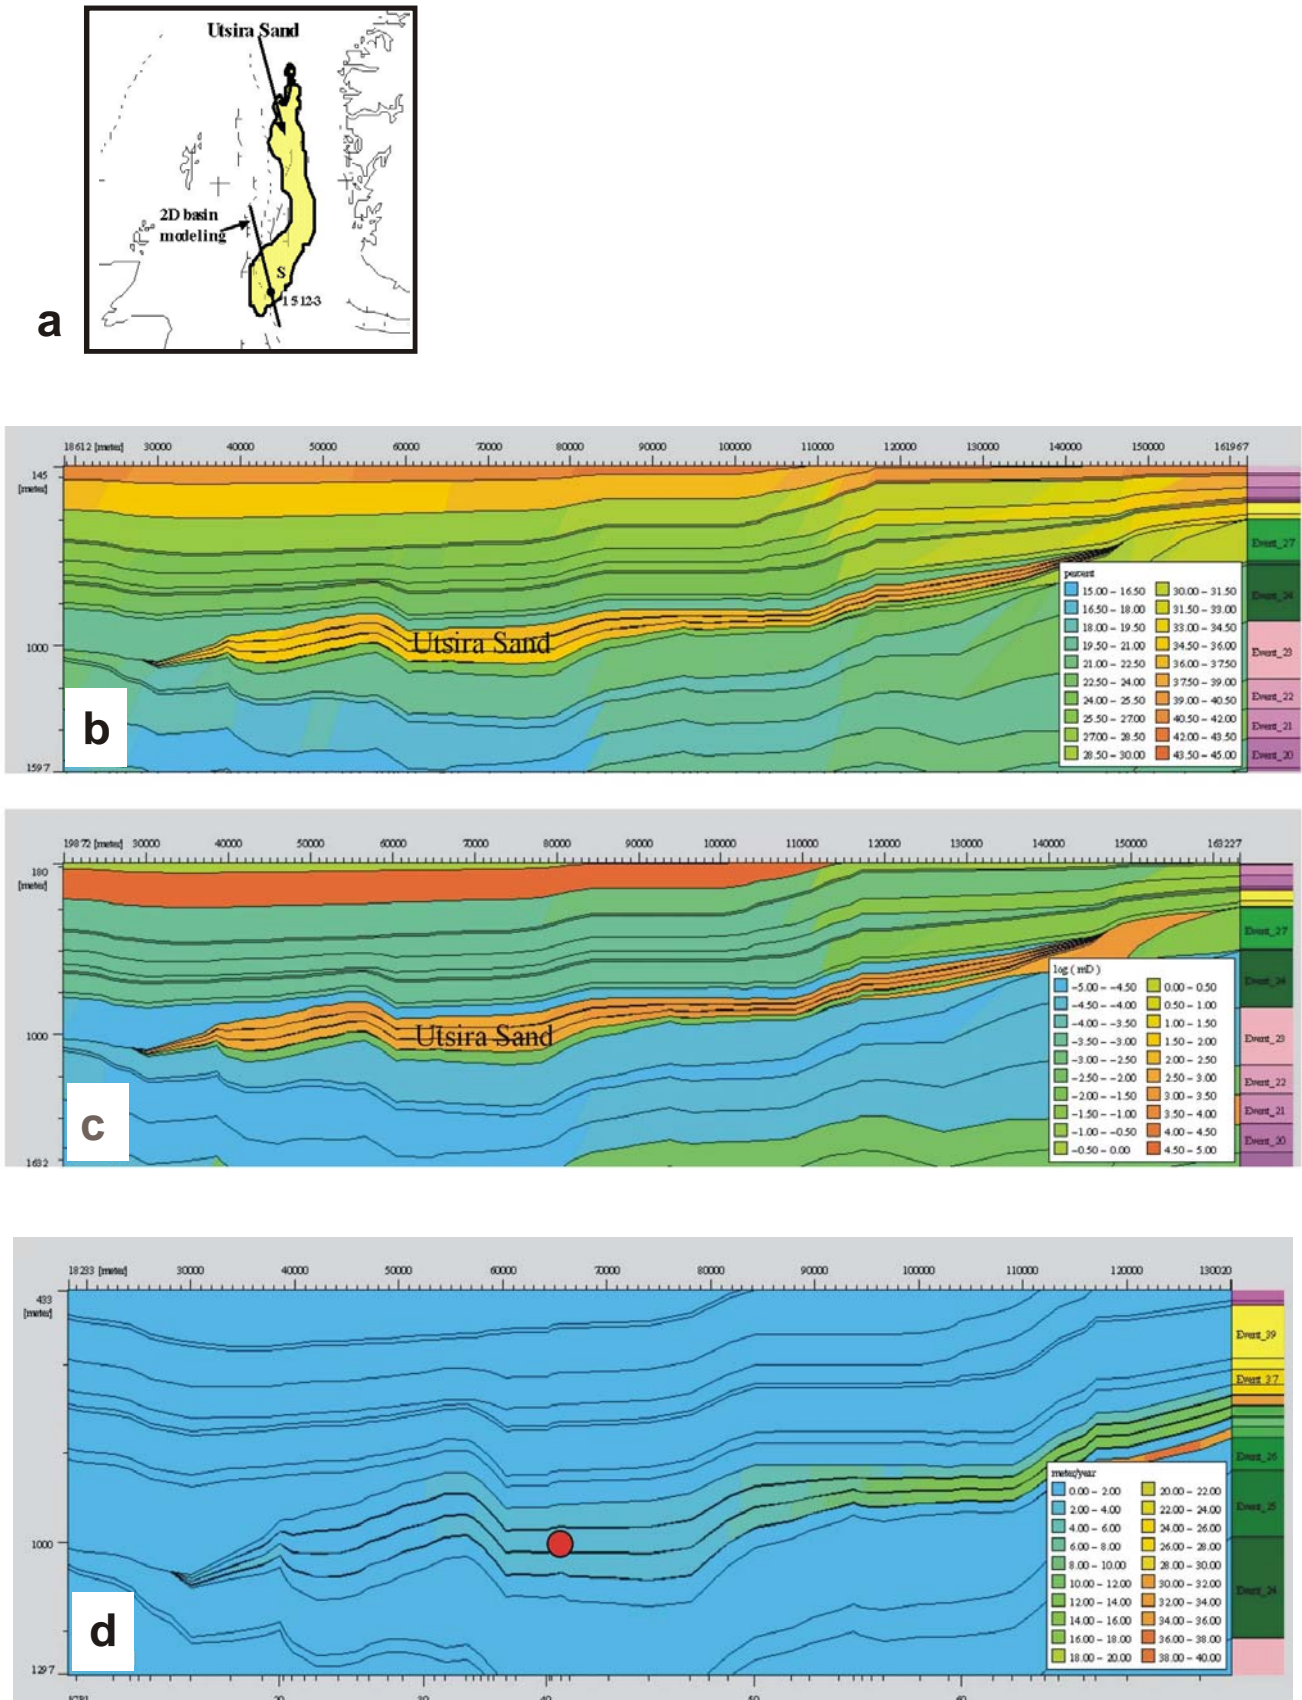 Utsira Sand
2D basin
modeling
S
15 12-3
a
18612 [meter] 30000 40000 50000 60000 70000 80000 90000 100000 110000 120000 130000 140000 150000 161967
145
[meter]
1000
1597
Utsira Sand
b
percent
15.00 - 16.50 30.00 - 31.50
16.50 - 18.00 31.50 - 33.00
18.00 - 19.50 33.00 - 34.50
19.50 - 21.00 34.50 - 36.00
21.00 - 22.50 36.00 - 37.50
22.50 - 24.00 37.50 - 39.00
24.00 - 25.50 39.00 - 40.50
25.50 - 27.00 40.50 - 42.00
27.00 - 28.50 42.00 - 43.50
28.50 - 30.00 43.50 - 45.00
Event_27
Event_24
Event_23
Event_22
Event_21
Event_20
19872 [meter] 30000 40000 50000 60000 70000 80000 90000 100000 110000 120000 130000 140000 150000 163227
180
[meter]
1000
1632
Utsira Sand
c
log ( mD )
-5.00 - -4.50 0.00 - 0.50
-4.50 - -4.00 0.50 - 1.00
-4.00 - -3.50 1.00 - 1.50
-3.50 - -3.00 1.50 - 2.00
-3.00 - -2.50 2.00 - 2.50
-2.50 - -2.00 2.50 - 3.00
-2.00 - -1.50 3.00 - 3.50
-1.50 - -1.00 3.50 - 4.00
-1.00 - -0.50 4.00 - 4.50
-0.50 - 0.00 4.50 - 5.00
Event_27
Event_24
Event_23
Event_22
Event_21
Event_20
18233 [meter] 30000 40000 50000 60000 70000 80000 90000 100000 110000 120000 130020
433
[meter]
1000
1297
d
meter/year
0.00 - 2.00 20.00 - 22.00
2.00 - 4.00 22.00 - 24.00
4.00 - 6.00 24.00 - 26.00
6.00 - 8.00 26.00 - 28.00
8.00 - 10.00 28.00 - 30.00
10.00 - 12.00 30.00 - 32.00
12.00 - 14.00 32.00 - 34.00
14.00 - 16.00 34.00 - 36.00
16.00 - 18.00 36.00 - 38.00
18.00 - 20.00 38.00 - 40.00
Event_39
Event_37
Event_26
Event_25
Event_24